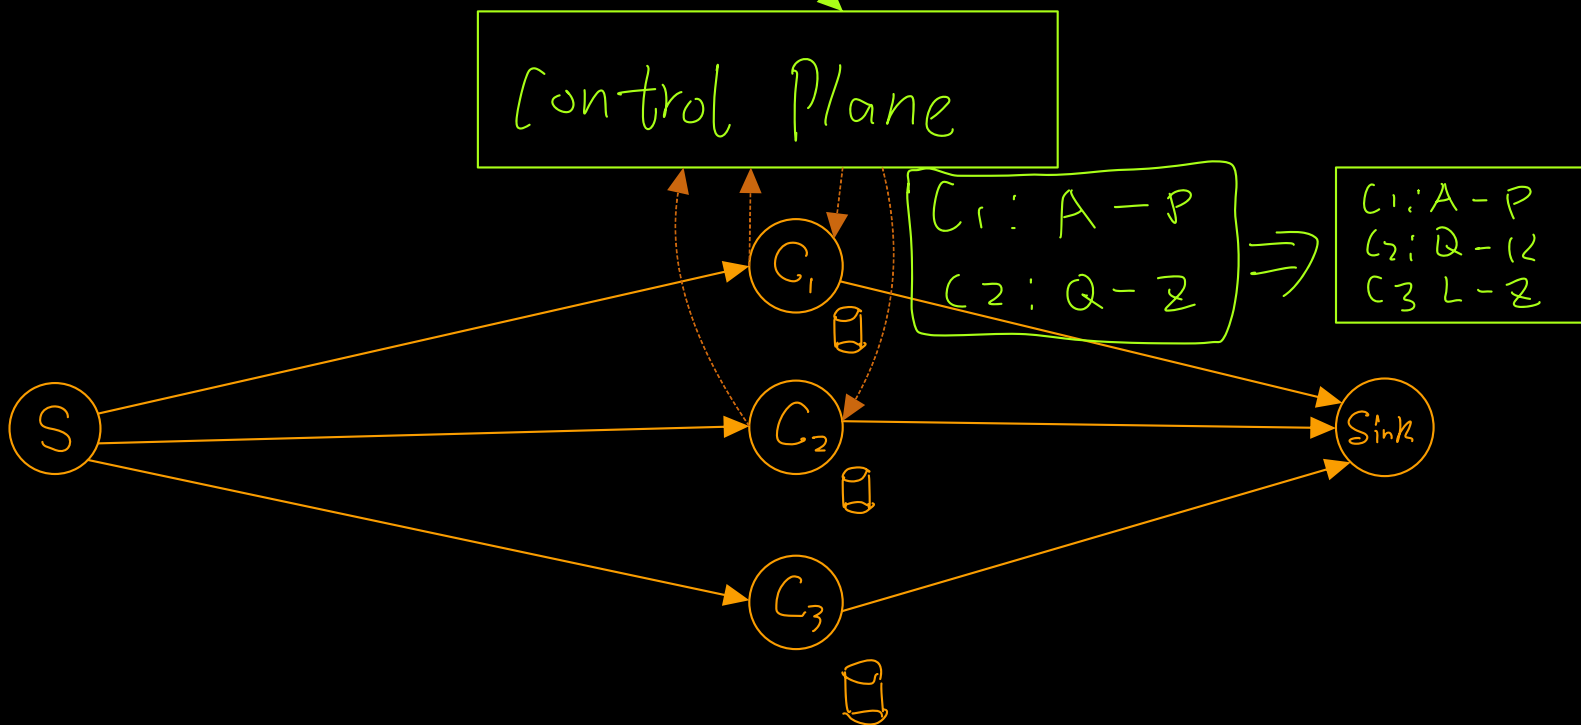 Control Plane
C1: A - P
C2: Q - Z
C1: A - P
C2: Q - K
C3 L - Z
C1
C2
C3
S
Sink